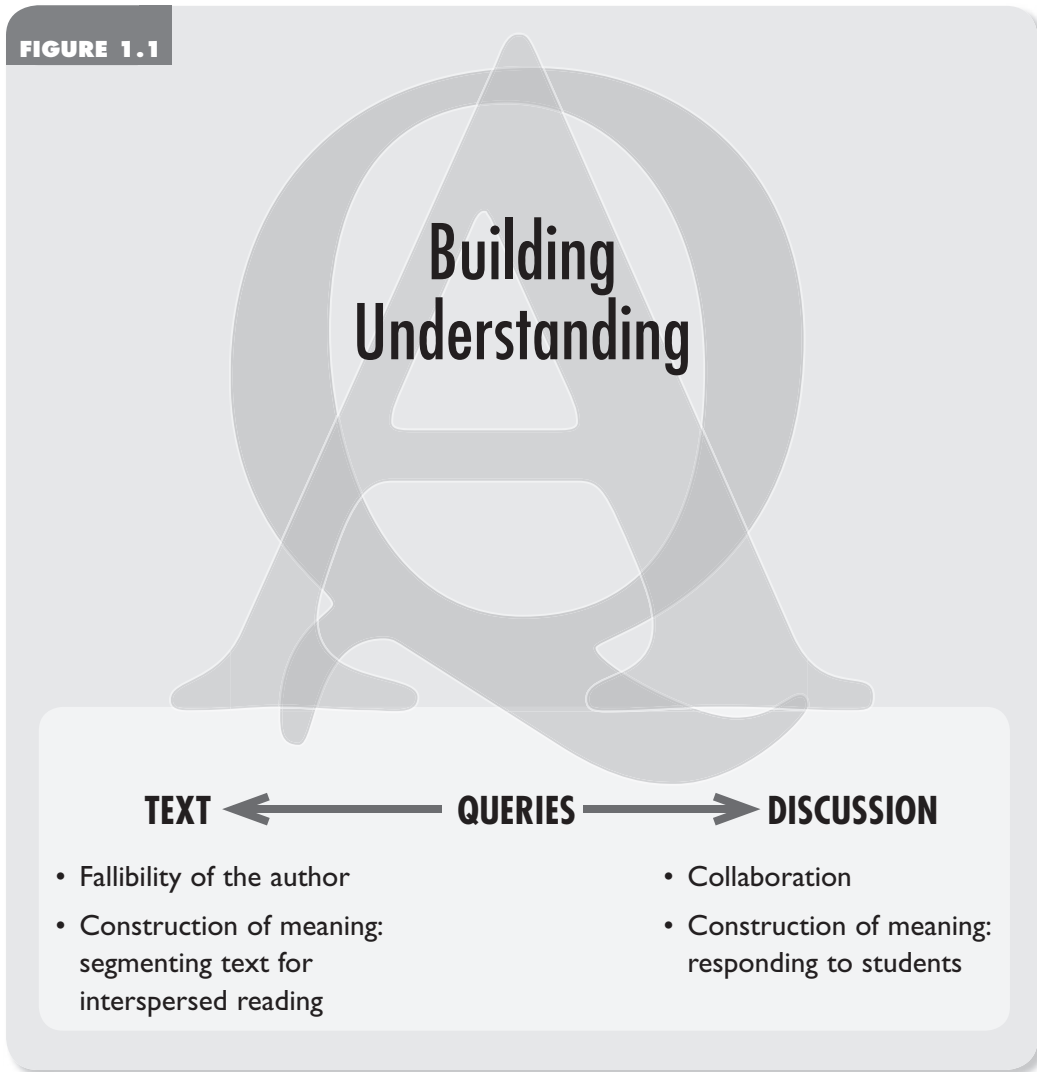 FIGURE 1.1
QA
Building
Understanding
TEXT QUERIES DISCUSSION
• Fallibility of the author
• Construction of meaning:
segmenting text for
interspersed reading
• Collaboration
• Construction of meaning:
responding to students